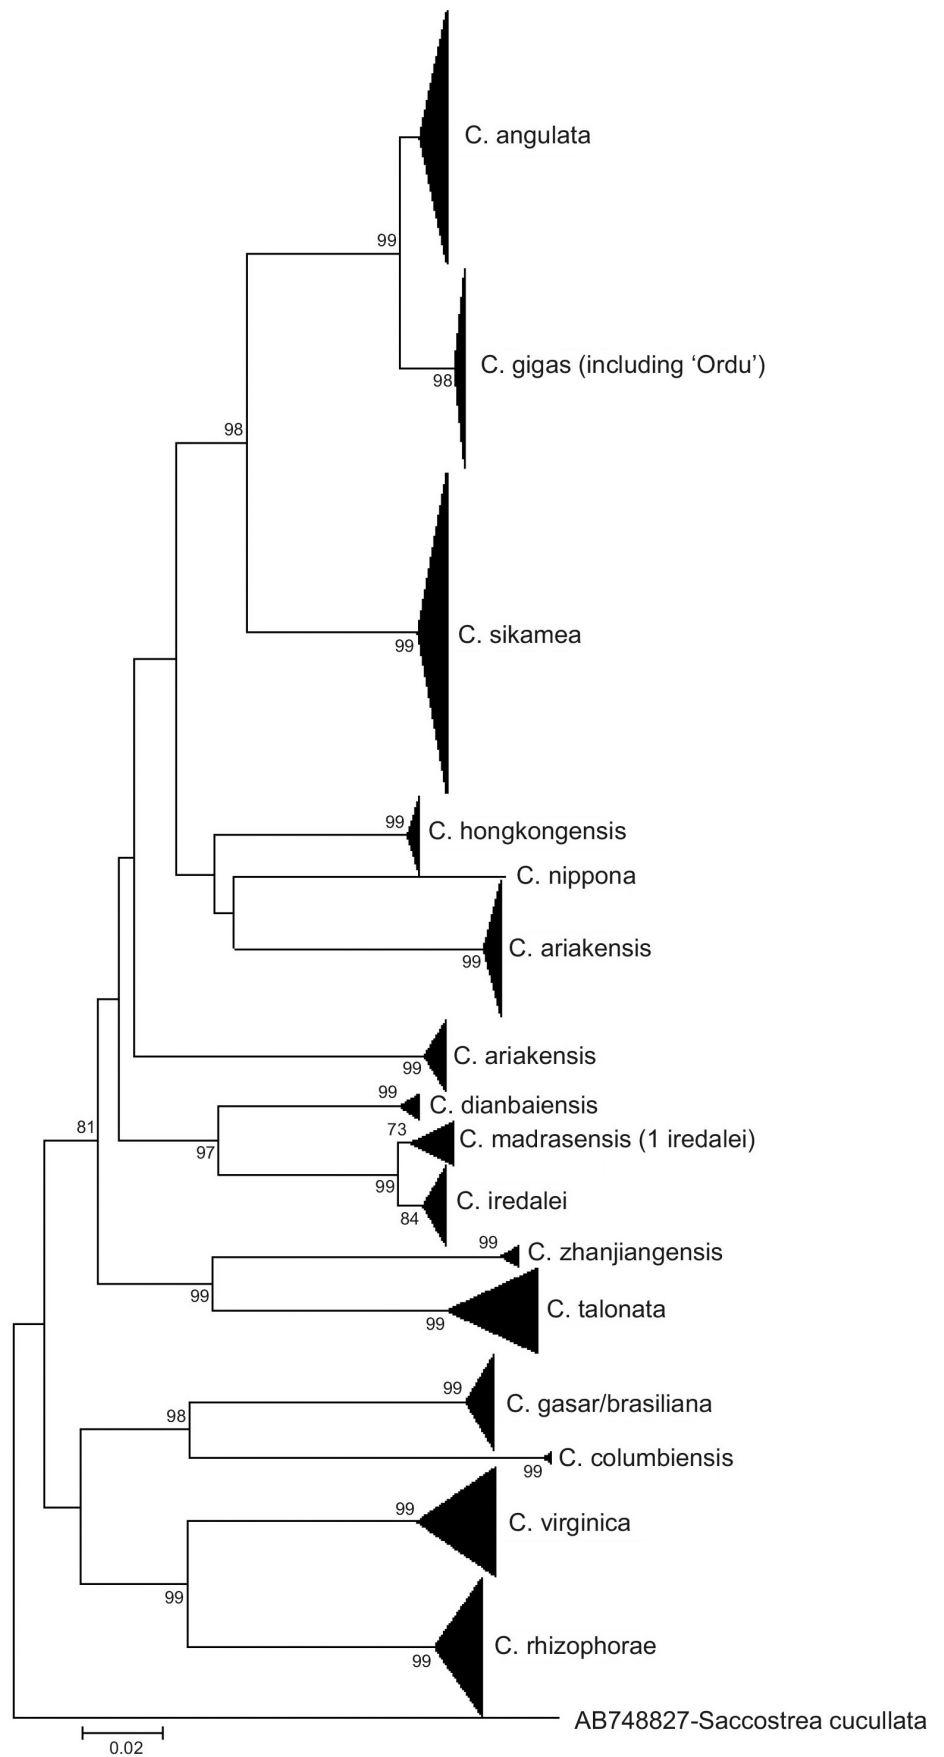 C. angulata
99
C. gigas (including ‘Ordu’)
98
98
C. sikamea
99
99
C. hongkongensis
C. nippona
C. ariakensis
99
C. ariakensis
99
99
C. dianbaiensis
81
73
C. madrasensis (1 iredalei)
97
99
C. iredalei
84
99
C. zhanjiangensis
99
C. talonata
99
99
C. gasar/brasiliana
98
C. columbiensis
99
99
C. virginica
99
C. rhizophorae
99
AB748827-Saccostrea cucullata
0.02